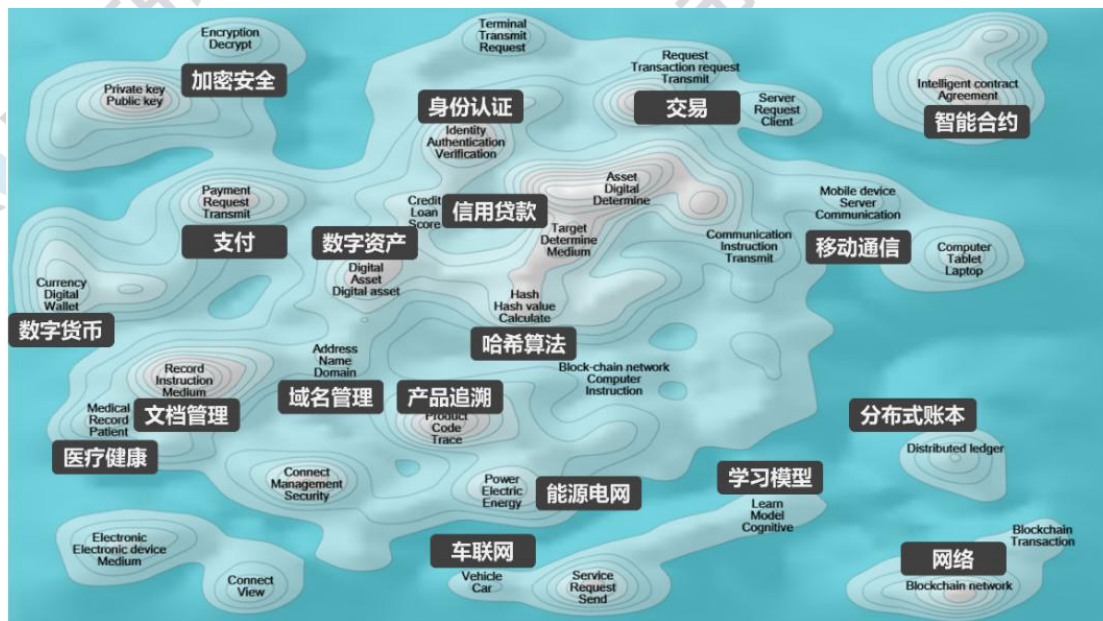 Encryption
Decrypt
加密安全
Private key
Public key
Terminal
Transmit
Request
Request
Transaction request
Transmit
交易
Server
Request
Client
Intelligent contract
Agreement
智能合约
身份认证
Identity
Authentication
Verification
Payment
Request
Transmit
支付
Credit
Loan
Score
信用贷款
Asset
Digital
Determine
Target
Determine
Medium
Mobile device
Server
Communication
移动通信
Communication
Instruction
Transmit
Computer
Tablet
Laptop
数字资产
Digital
Asset
Digital asset
Currency
Digital
Wallet
数字货币
Hash
Hash value
Calculate
哈希算法
Address
Name
Domain
域名管理
Block-chain network
Computer
Instruction
Record
Instruction
Medium
文档管理
Medical
Record
Patient
医疗健康
产品追溯
Product
Code
Trace
分布式账本
Distributed ledger
Connect
Management
Security
Power
Electric
Energy
能源电网
学习模型
Learn
Model
Cognitive
Electronic
Electronic device
Medium
Connect
View
车联网
Vehicle
Car
Service
Request
Send
Blockchain
Transaction
网络
Blockchain network